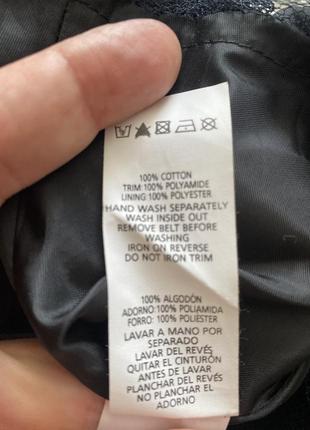 100% COTTON
TRIM: 100% POLYAMIDE
LINING: 100% POLYESTER
HAND WASH SEPARATELY
WASH INSIDE OUT
REMOVE BELT BEFORE
WASHING
IRON ON REVERSE
DO NOT IRON TRIM
100% ALGODÓN
ADORNO: 100% POLIAMIDA
FORRO: 100% POLIÉSTER
LAVAR A MANO POR
SEPARADO
LAVAR DEL REVÉS
QUITAR EL CINTURÓN
ANTES DE LAVAR
PLANCHAR DEL REVÉS
NO PLANCHAR EL
ADORNO